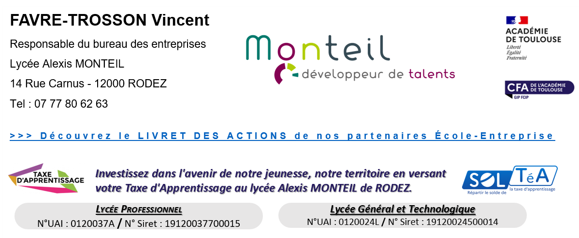 FAVRE-TROSSON Vincent
Responsable du bureau des entreprises
Lycée Alexis MONTEIL
14 Rue Carnus - 12000 RODEZ
Tel : 07 77 80 62 63
Monteil
développeur de talents
ACADÉMIE
DE TOULOUSE
Liberté
Égalité
Fraternité
CFA DE L'ACADÉMIE
DE TOULOUSE
GIP FCIP
>>> Découvrez le LIVRET DES ACTIONS de nos partenaires École-Entreprise
TAXE
D'APPRENTISSAGE
Investissez dans l'avenir de notre jeunesse, notre territoire en versant
votre Taxe d'Apprentissage au lycée Alexis MONTEIL de RODEZ.
SOLTéA
Répartir le solde de la taxe d'apprentissage
LYCÉE PROFESSIONNEL
N°UAI : 0120037A / N° Siret : 19120037700015
Lycée Général et Technologique
N°UAI : 0120024L / N° Siret : 19120024500014